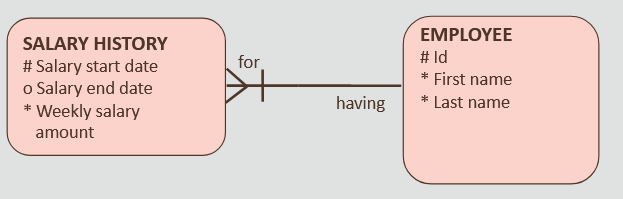 SALARY HISTORY
# Salary start date
o Salary end date
* Weekly salary
amount
for
having
EMPLOYEE
# Id
* First name
* Last name